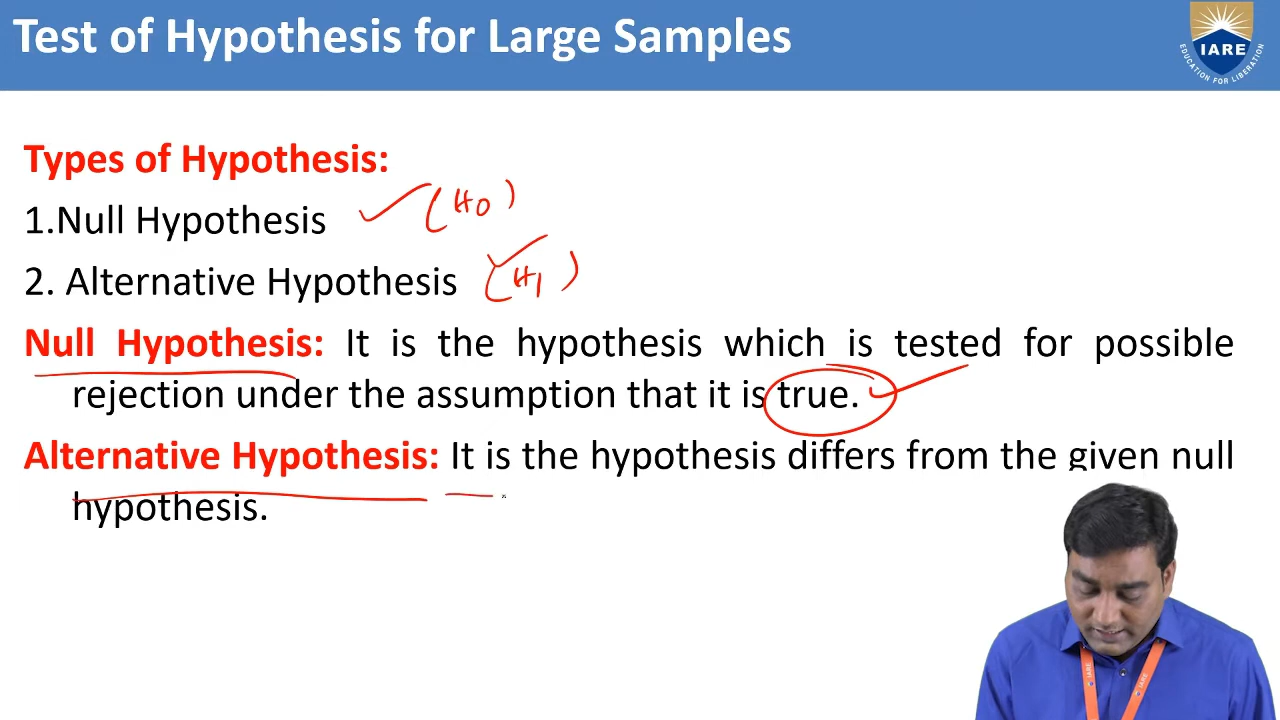 Test of Hypothesis for Large Samples
IARE
EDUCATION FOR LIBERATION
Types of Hypothesis:
1.Null Hypothesis (H0)
2. Alternative Hypothesis (H1)
Null Hypothesis: It is the hypothesis which is tested for possible
rejection under the assumption that it is true.
Alternative Hypothesis: It is the hypothesis differs from the given null
hypothesis.
IARE
IARE